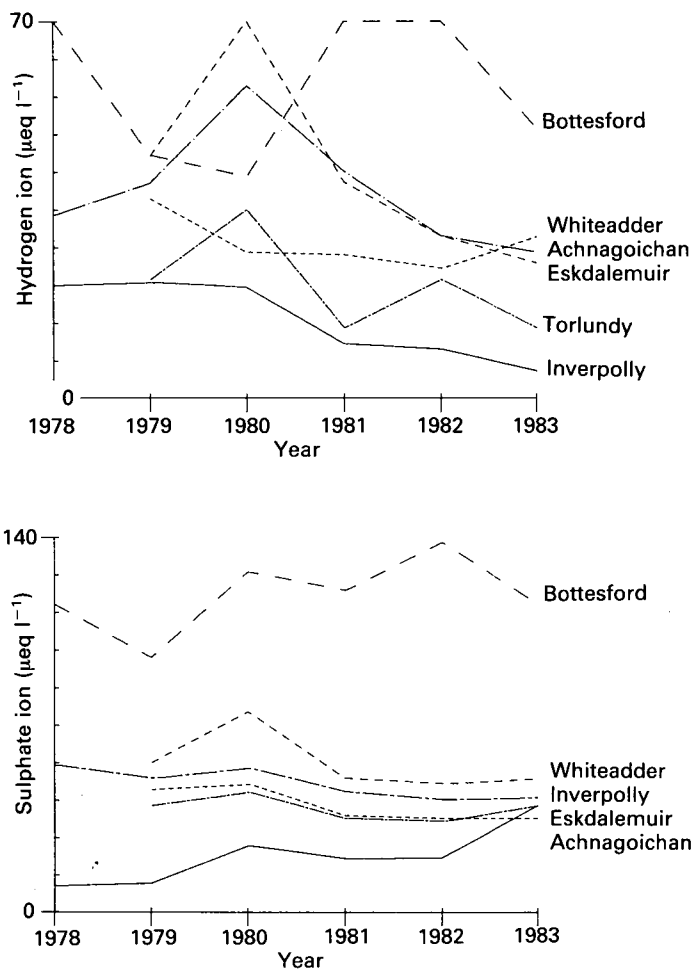 70
Hydrogen ion (μeq l⁻¹)
Bottesford
Whiteadder
Achnagoichan
Eskdalemuir
Torlundy
Inverpolly
0
1978 1979 1980 1981 1982 1983
Year
140
Sulphate ion (μeq l⁻¹)
Bottesford
Whiteadder
Inverpolly
Eskdalemuir
Achnagoichan
0
1978 1979 1980 1981 1982 1983
Year